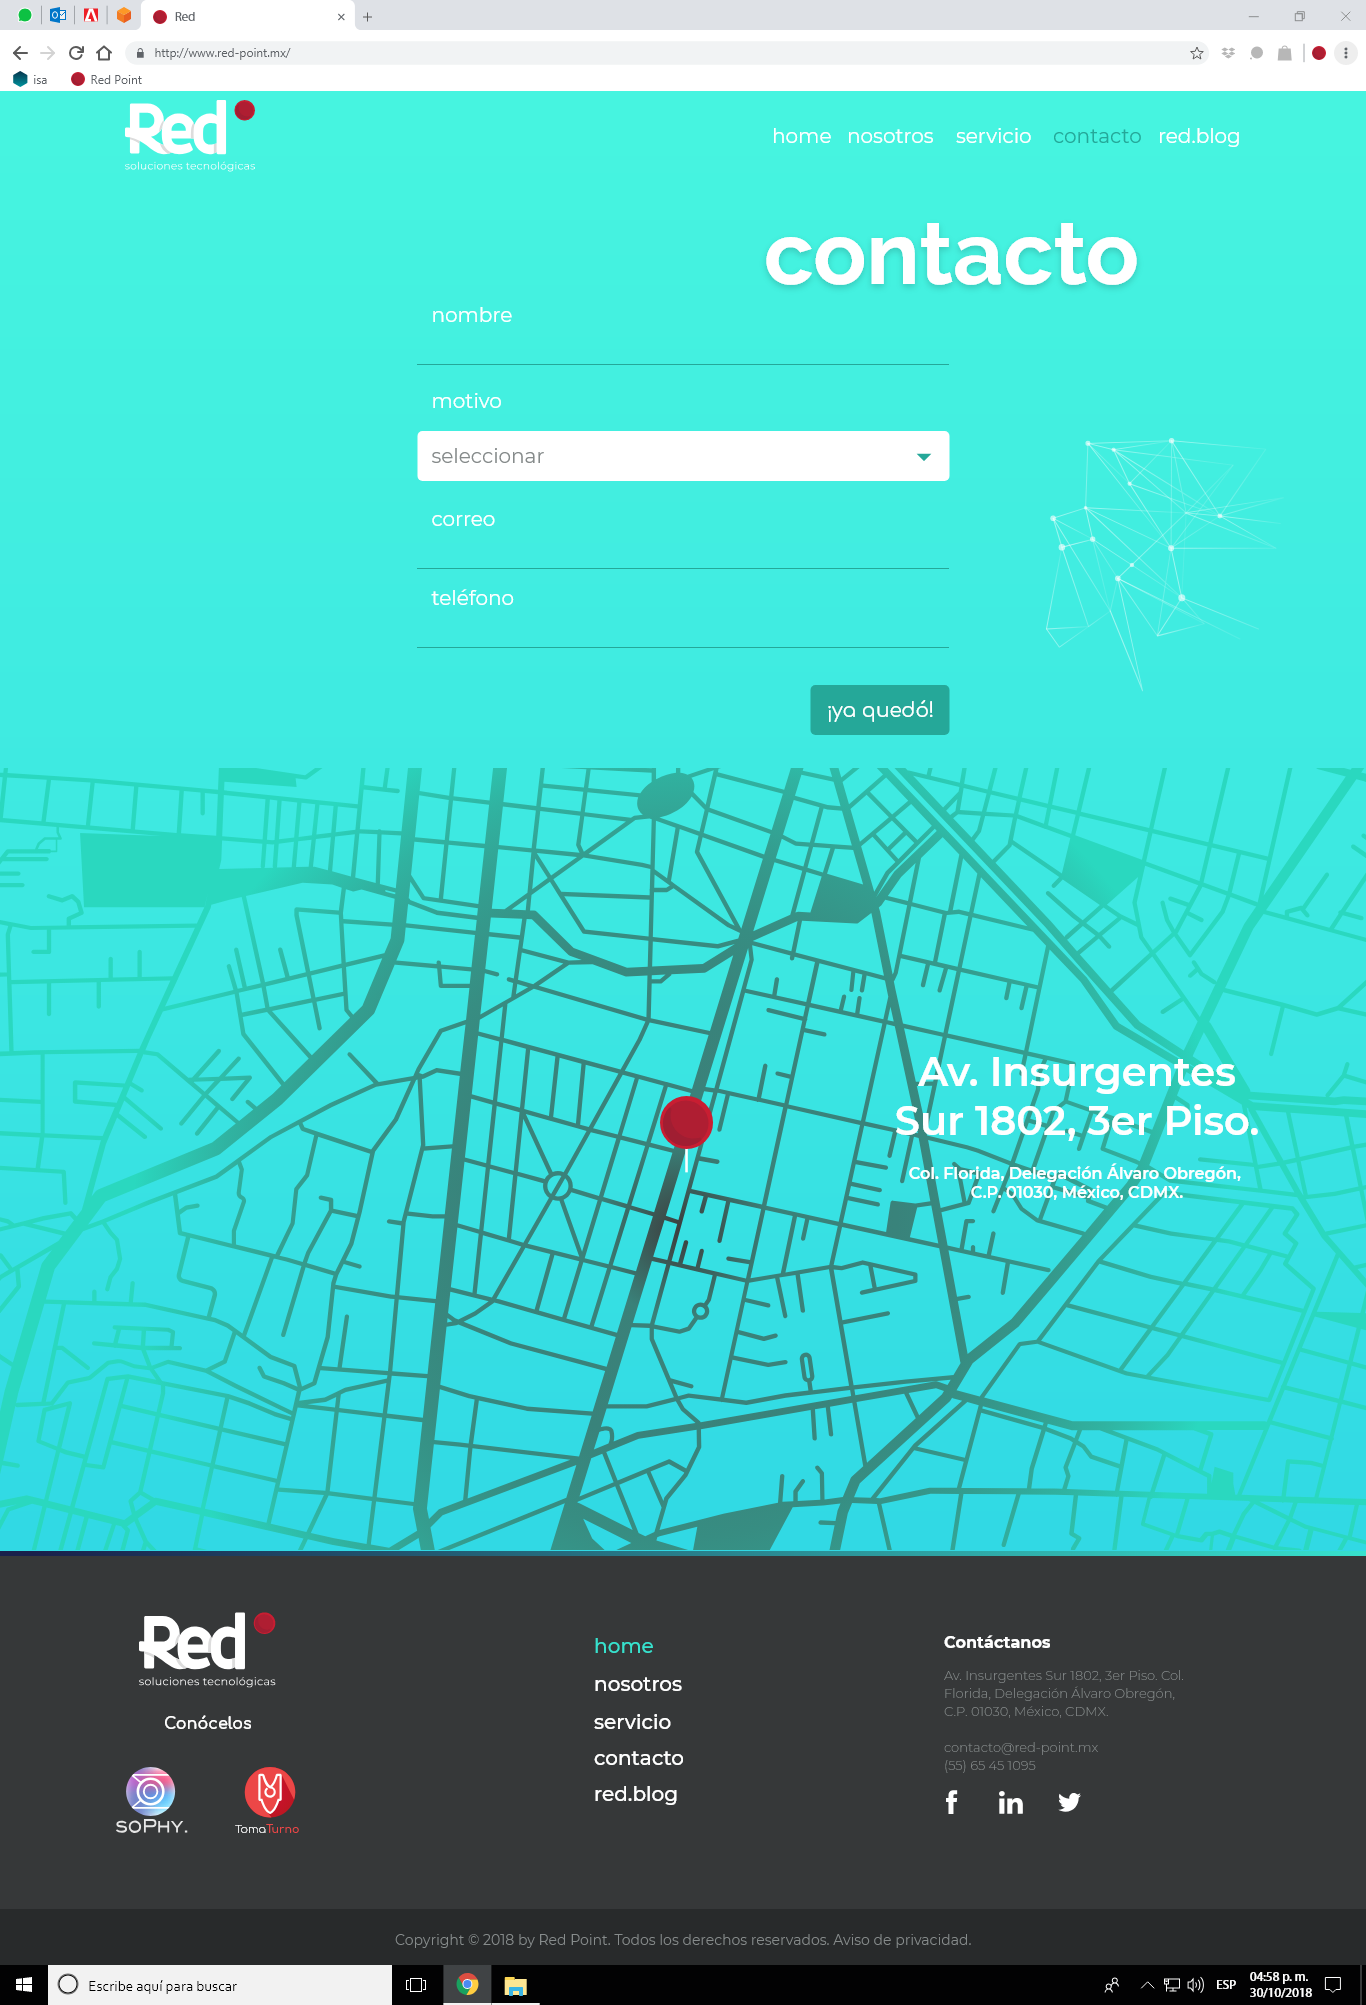 Red
http://www.red-point.mx/
isa
Red Point
Red
soluciones tecnológicas
home nosotros servicio contacto red.blog
contacto
nombre
motivo
seleccionar
correo
teléfono
¡ya quedó!
Av. Insurgentes
Sur 1802, 3er Piso.
Col. Florida, Delegación Álvaro Obregón,
C.P. 01030, México, CDMX.
Red
soluciones tecnológicas
Conócelos
SOPHY.
TomaTurno
home
nosotros
servicio
contacto
red.blog
Contáctanos
Av. Insurgentes Sur 1802, 3er Piso. Col.
Florida, Delegación Álvaro Obregón,
C.P. 01030, México, CDMX.
contacto@red-point.mx
(55) 65 45 1095
Copyright © 2018 by Red Point. Todos los derechos reservados. Aviso de privacidad.
Escribe aquí para buscar
ESP
04:58 p. m.
30/10/2018